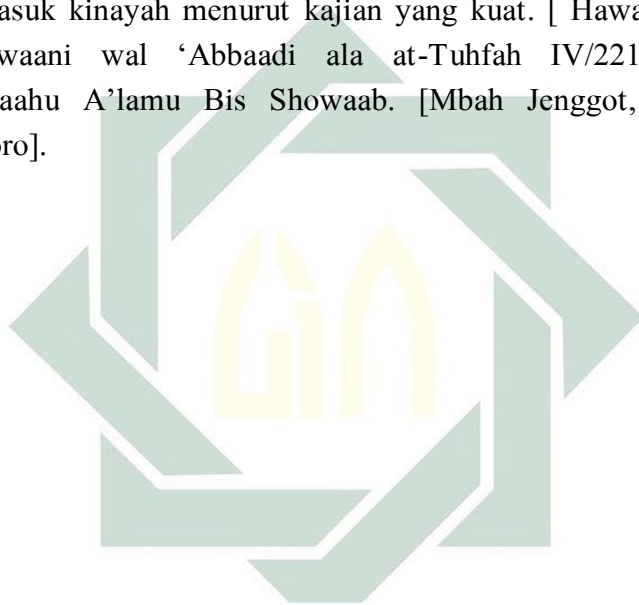 asuk kinayah menurut kajian yang kuat. [ Hawa
waani wal ‘Abbaadi ala at-Tuhfah IV/221
aahu A’lamu Bis Showaab. [Mbah Jenggot,
oro].